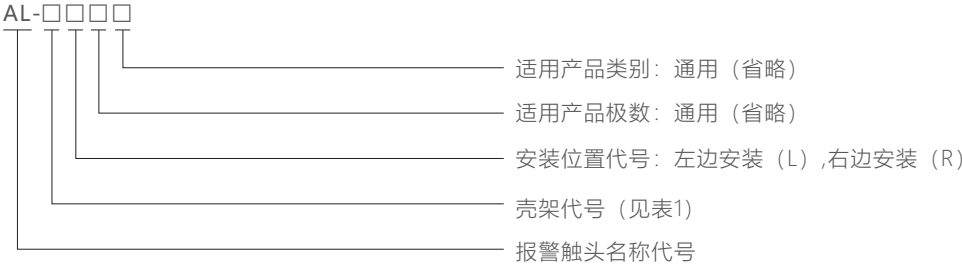 AL-□□□□
适用产品类别：通用（省略）
适用产品极数：通用（省略）
安装位置代号：左边安装（L）,右边安装（R）
壳架代号（见表1)
报警触头名称代号